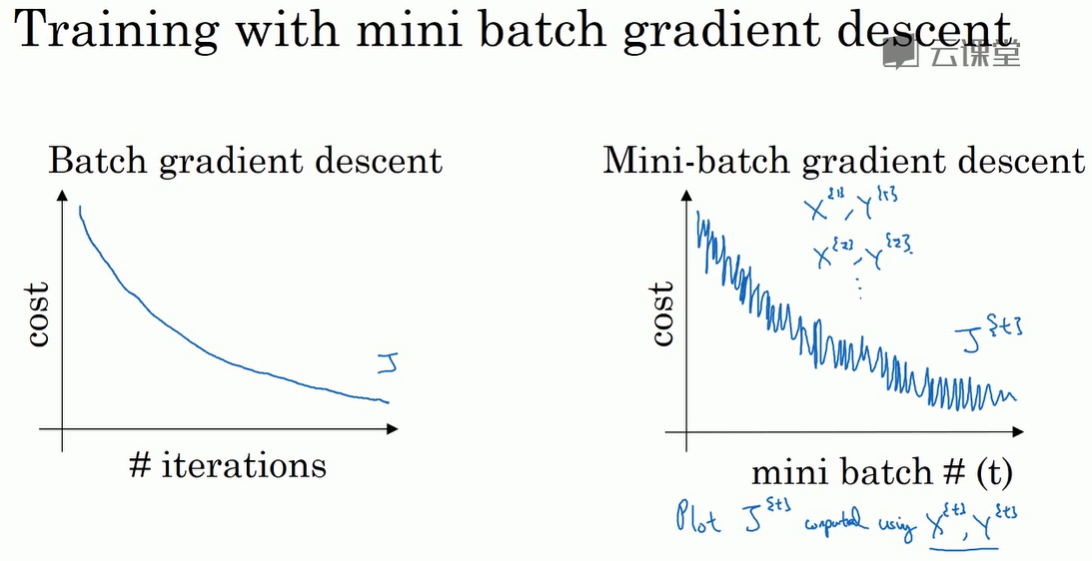 Training with mini batch gradient descent
云课堂
Batch gradient descent
cost
J
# iterations
Mini-batch gradient descent
X^{1}, Y^{1}
X^{2}, Y^{2}
⋮
cost
J^{t}
mini batch # (t)
Plot J^{t} computed using X^{t}, Y^{t}